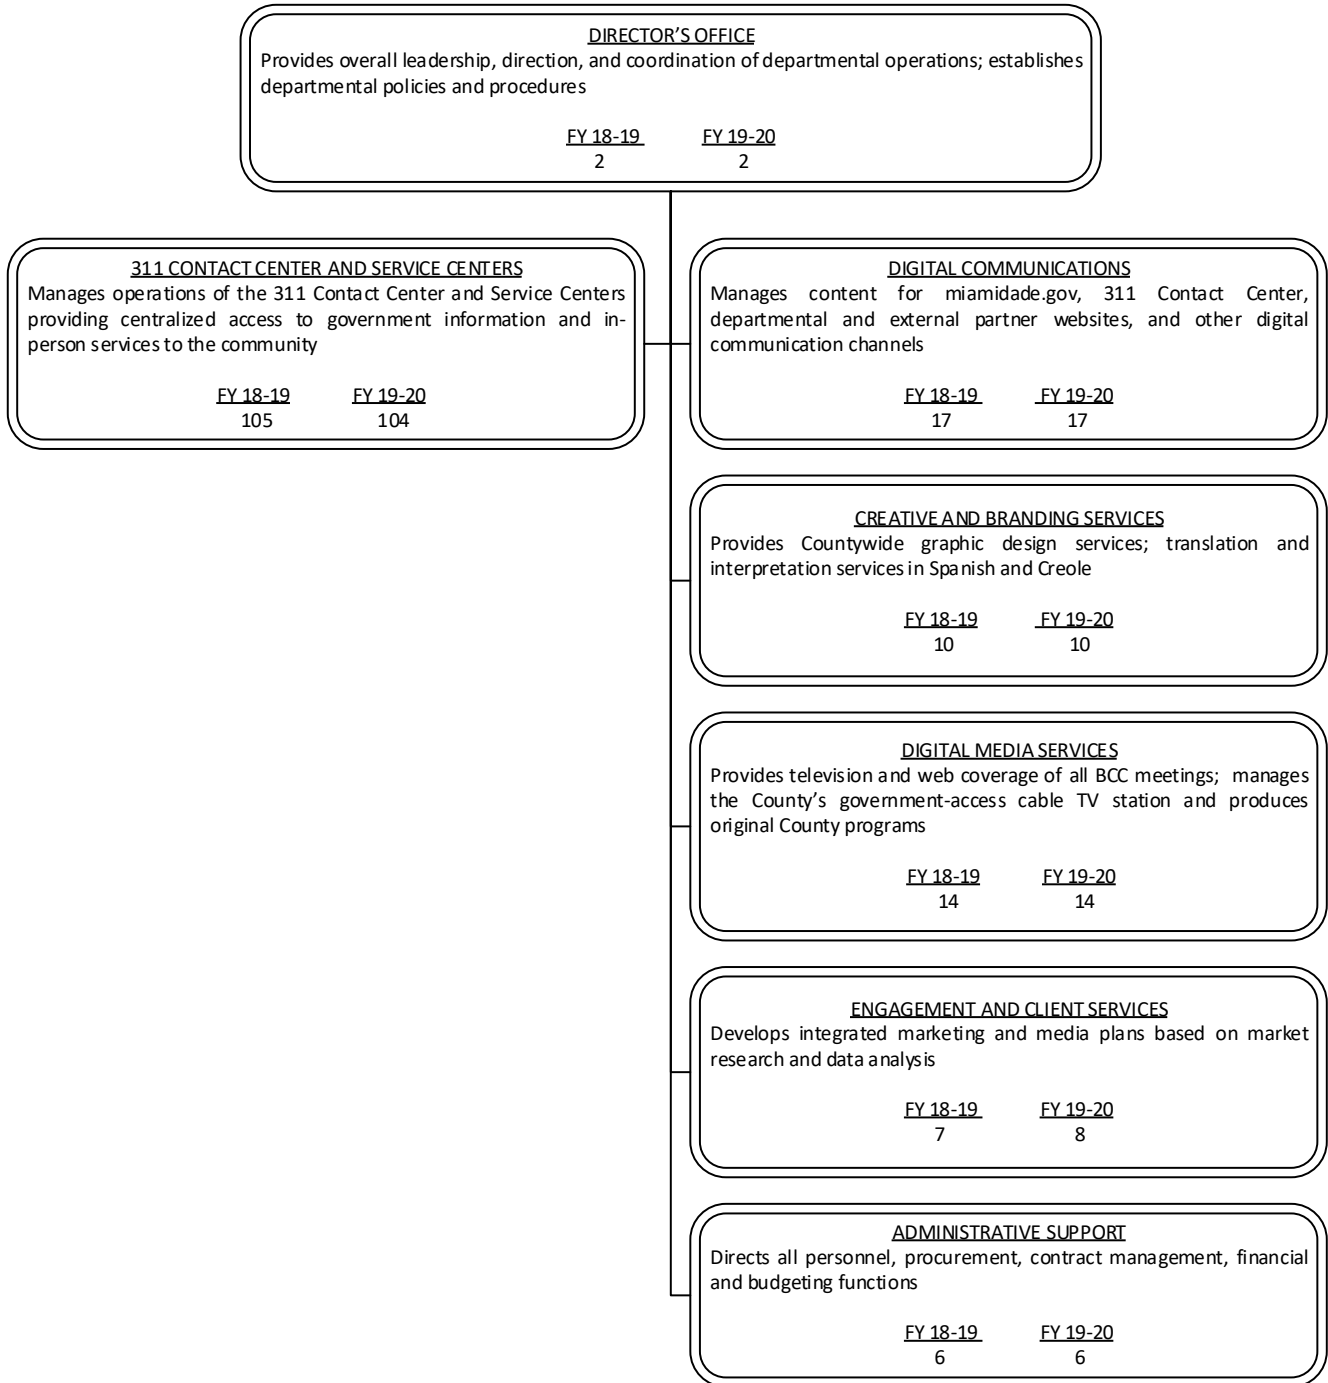 DIRECTOR’S OFFICE
Provides overall leadership, direction, and coordination of departmental operations; establishes
departmental policies and procedures
FY 18-19 FY 19-20
2 2
311 CONTACT CENTER AND SERVICE CENTERS
Manages operations of the 311 Contact Center and Service Centers
providing centralized access to government information and in-
person services to the community
FY 18-19 FY 19-20
105 104
DIGITAL COMMUNICATIONS
Manages content for miamidade.gov, 311 Contact Center,
departmental and external partner websites, and other digital
communication channels
FY 18-19 FY 19-20
17 17
CREATIVE AND BRANDING SERVICES
Provides Countywide graphic design services; translation and
interpretation services in Spanish and Creole
FY 18-19 FY 19-20
10 10
DIGITAL MEDIA SERVICES
Provides television and web coverage of all BCC meetings; manages
the County’s government-access cable TV station and produces
original County programs
FY 18-19 FY 19-20
14 14
ENGAGEMENT AND CLIENT SERVICES
Develops integrated marketing and media plans based on market
research and data analysis
FY 18-19 FY 19-20
7 8
ADMINISTRATIVE SUPPORT
Directs all personnel, procurement, contract management, financial
and budgeting functions
FY 18-19 FY 19-20
6 6